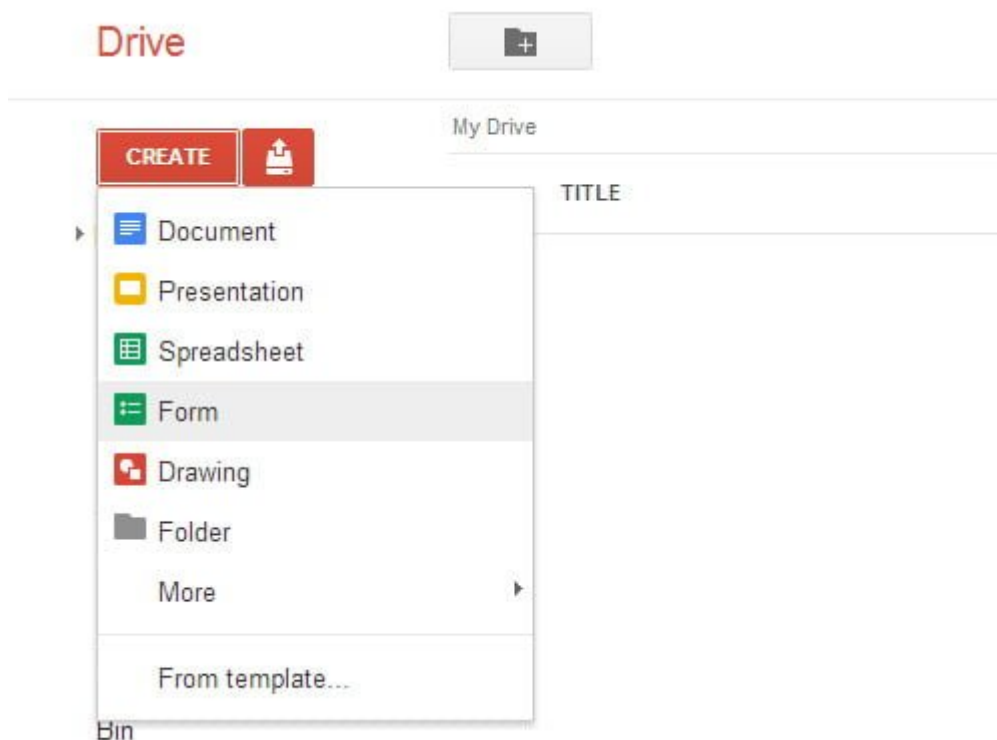 Drive
My Drive
CREATE
TITLE
Document
Presentation
Spreadsheet
Form
Drawing
Folder
More
From template...
Bin